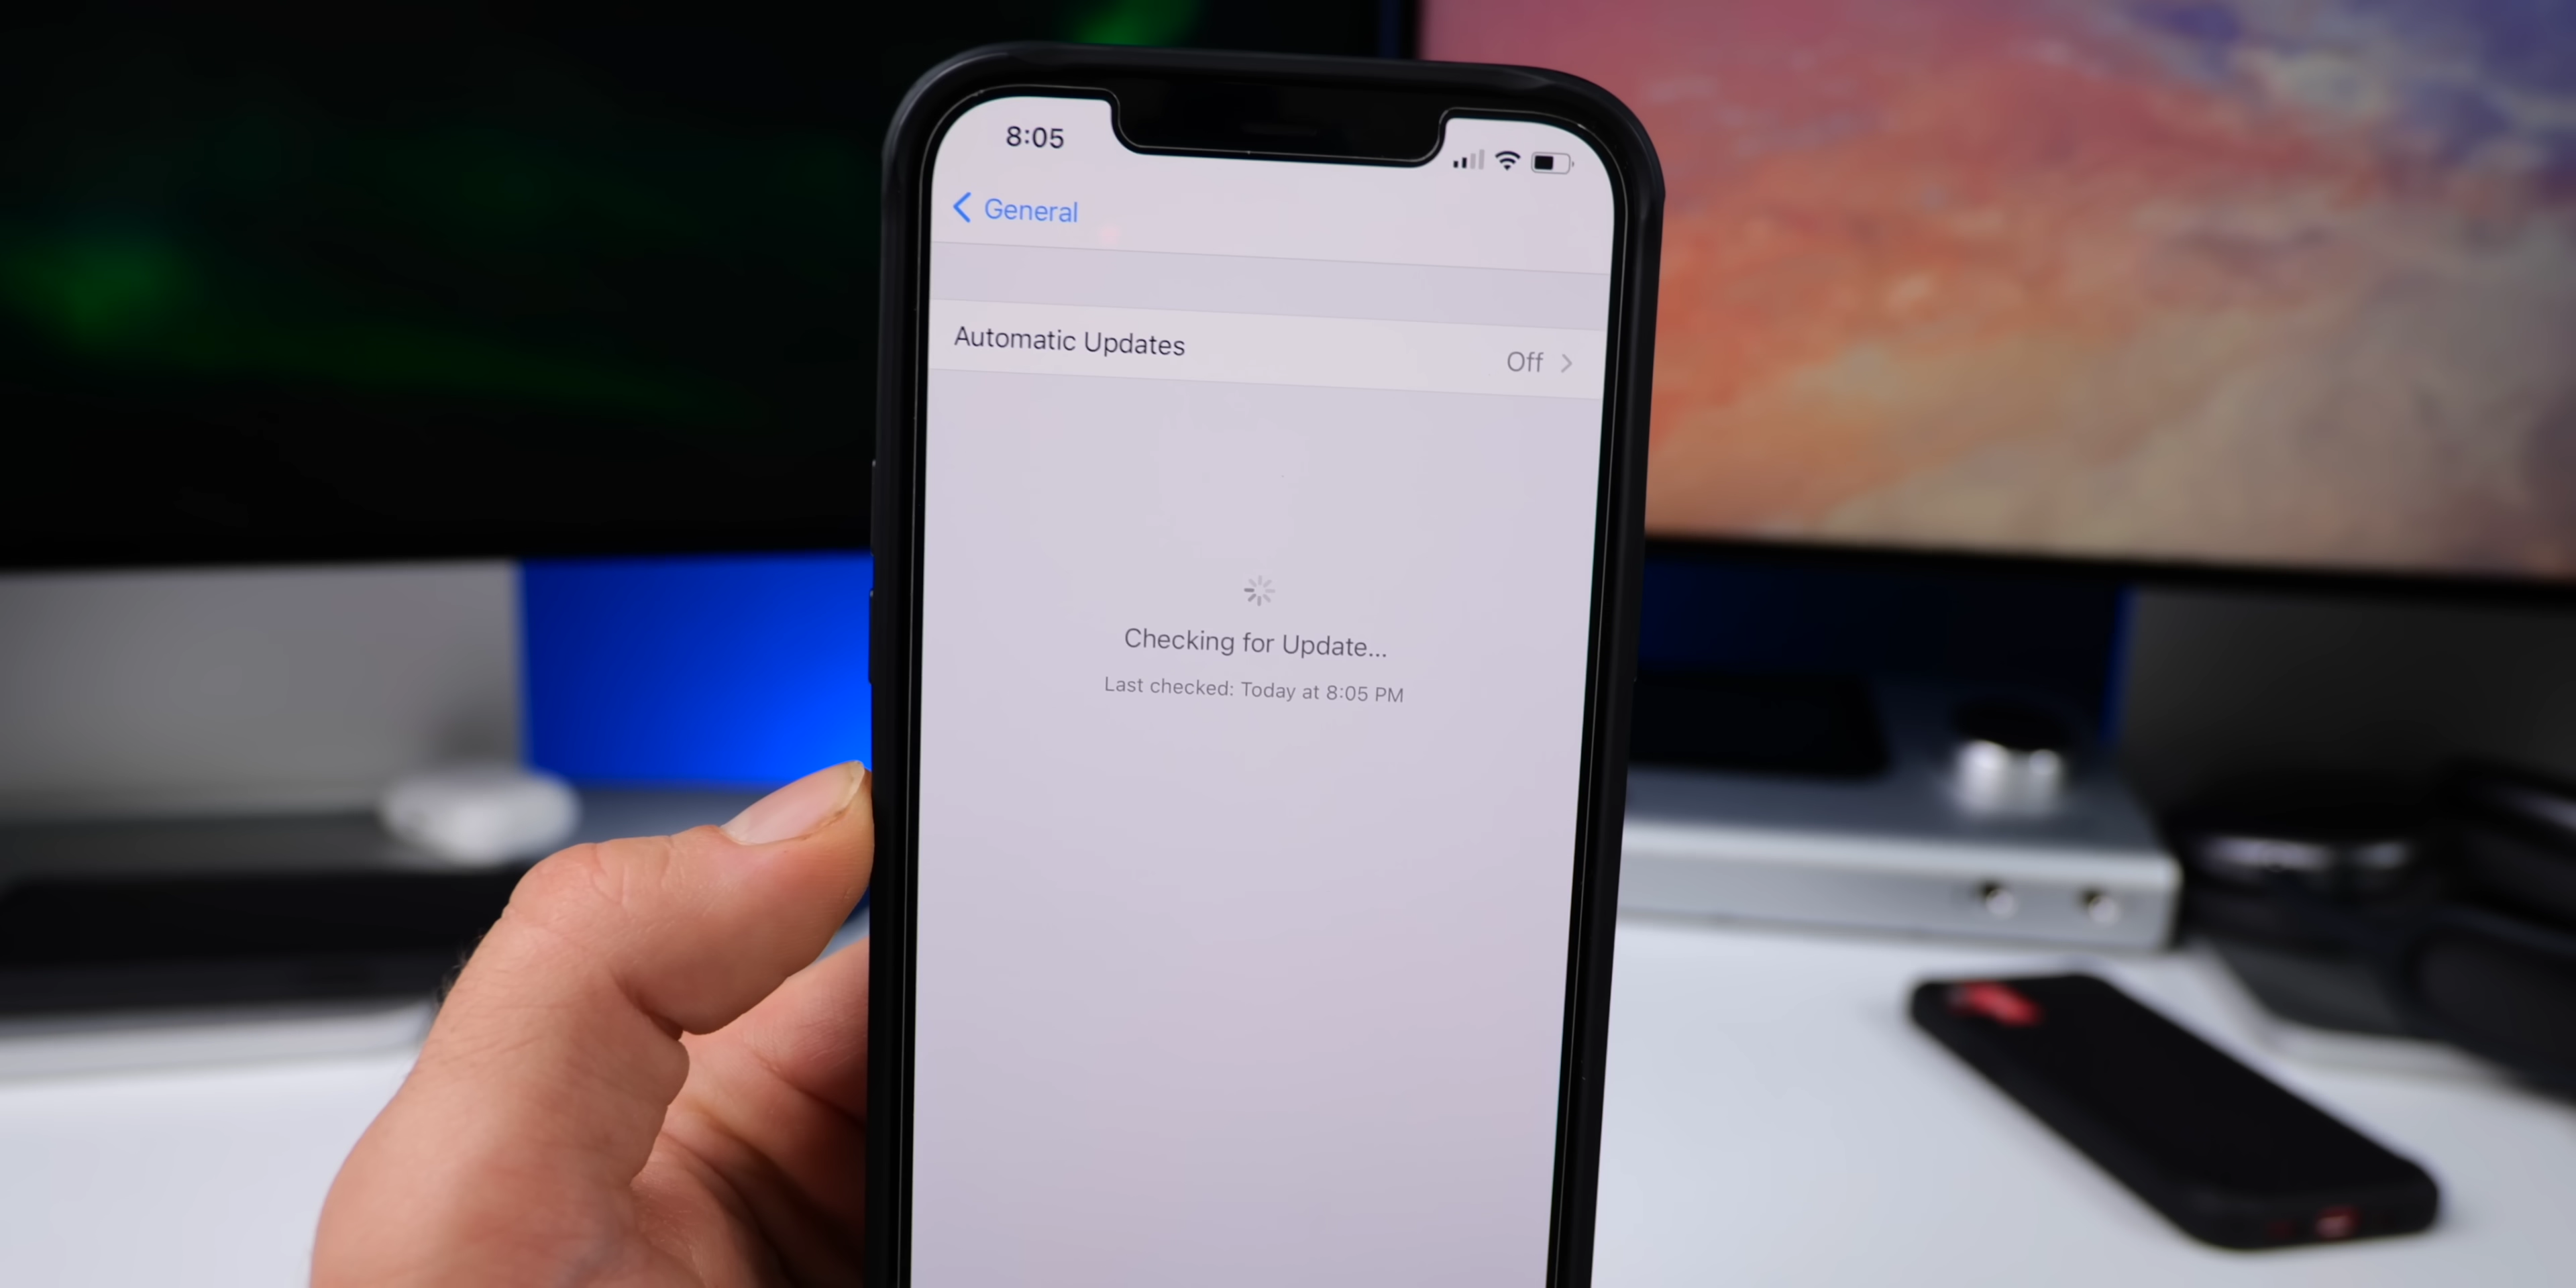 8:05
General
Automatic Updates Off
Checking for Update...
Last checked: Today at 8:05 PM